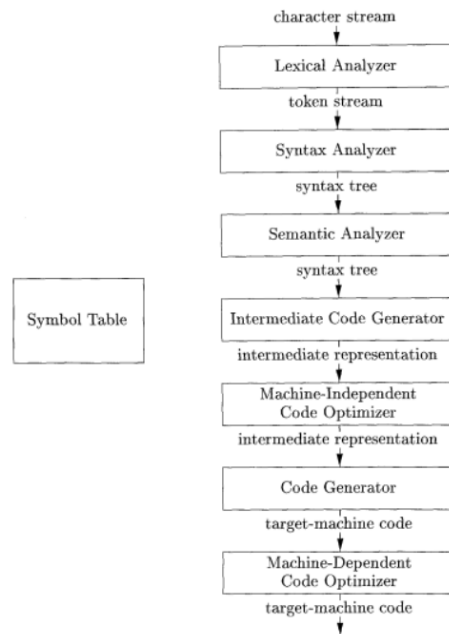 character stream
Lexical Analyzer
token stream
Syntax Analyzer
syntax tree
Semantic Analyzer
syntax tree
Symbol Table
Intermediate Code Generator
intermediate representation
Machine-Independent
Code Optimizer
intermediate representation
Code Generator
target-machine code
Machine-Dependent
Code Optimizer
target-machine code